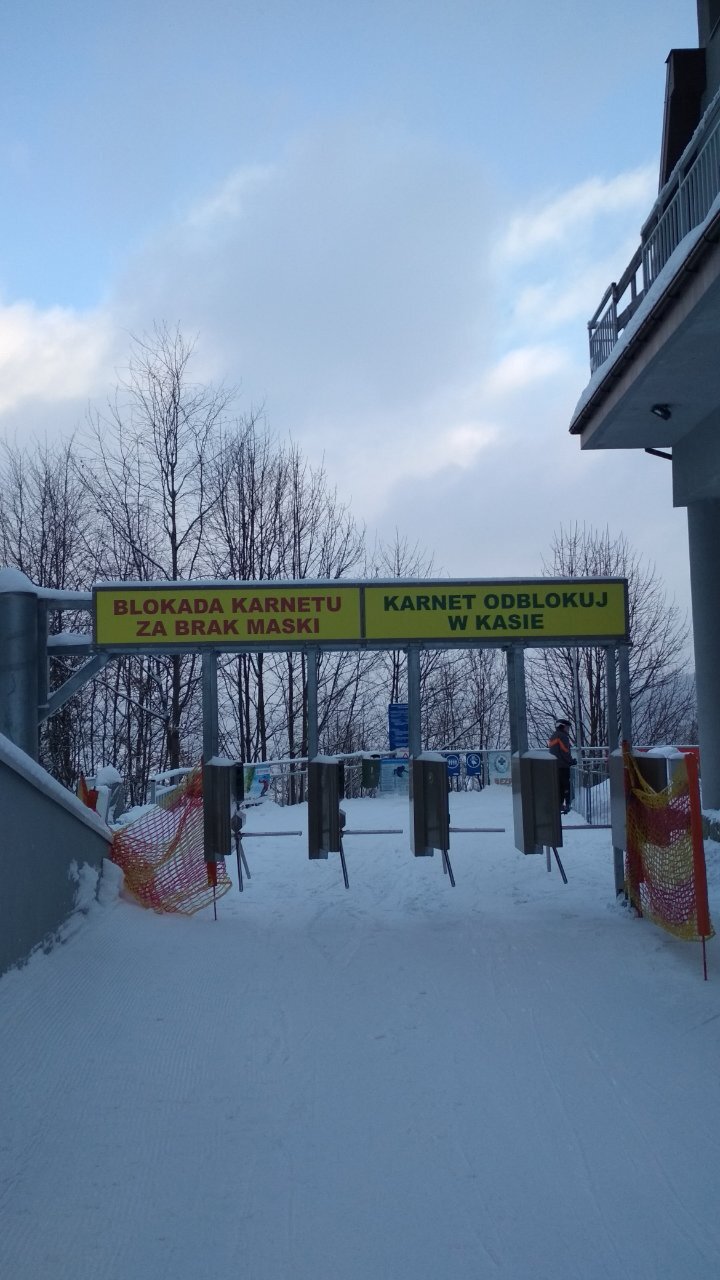 BLOKADA KARNETU
ZA BRAK MASKI
KARNET ODBLOKUJ
W KASIE